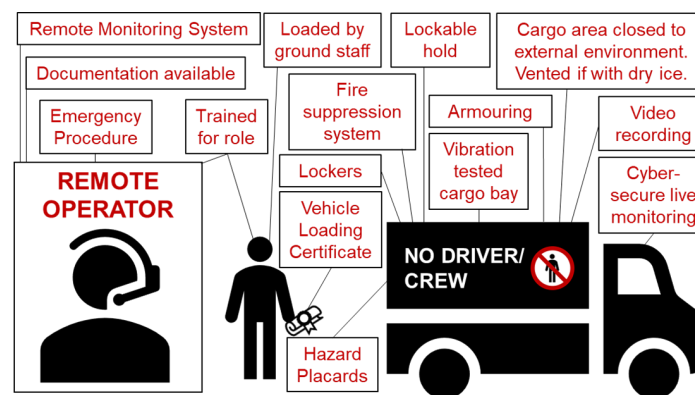 Remote Monitoring System
Documentation available
Emergency
Procedure
Trained
for role
REMOTE
OPERATOR
Loaded by
ground staff
Lockable
hold
Cargo area closed to
external environment.
Vented if with dry ice.
Fire
suppression
system
Armouring
Video
recording
Lockers
Vibration
tested
cargo bay
Cyber-
secure live
monitoring
Vehicle
Loading
Certificate
NO DRIVER/
CREW
Hazard
Placards